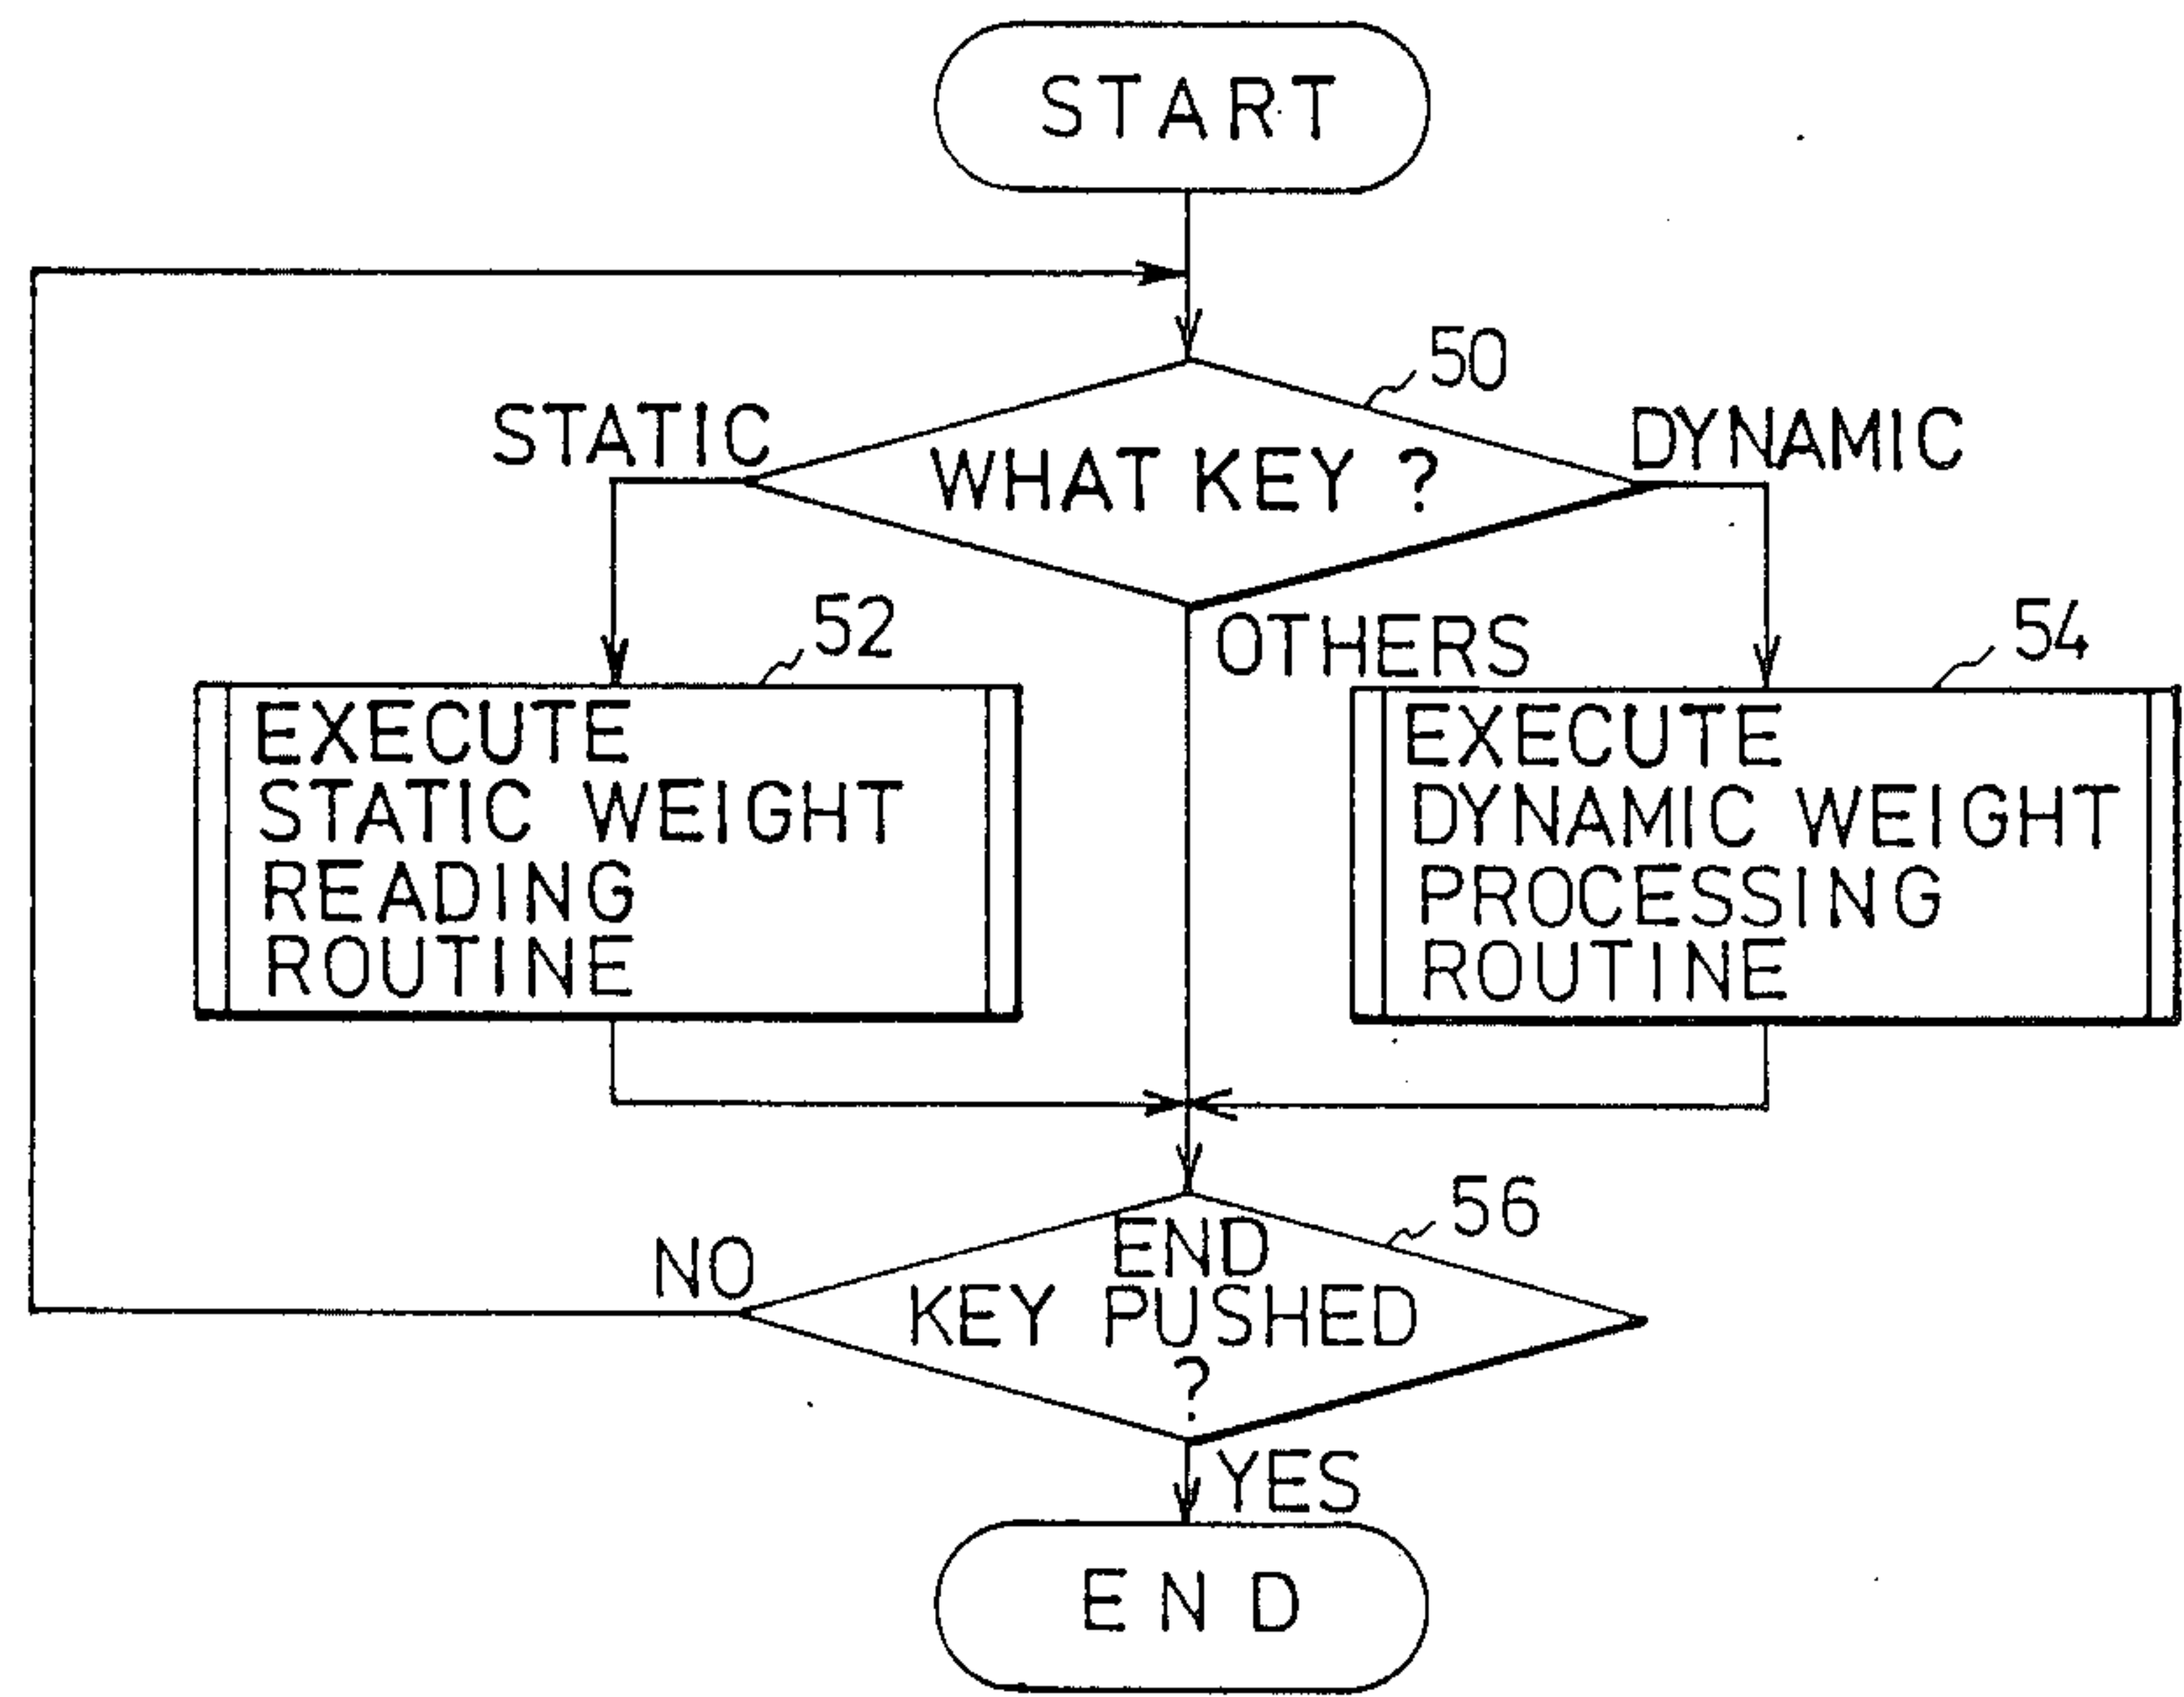 START
50
STATIC
DYNAMIC
WHAT KEY ?
52
OTHERS
54
EXECUTE
STATIC WEIGHT
READING
ROUTINE
EXECUTE
DYNAMIC WEIGHT
PROCESSING
ROUTINE
56
NO
END
KEY PUSHED
?
YES
END